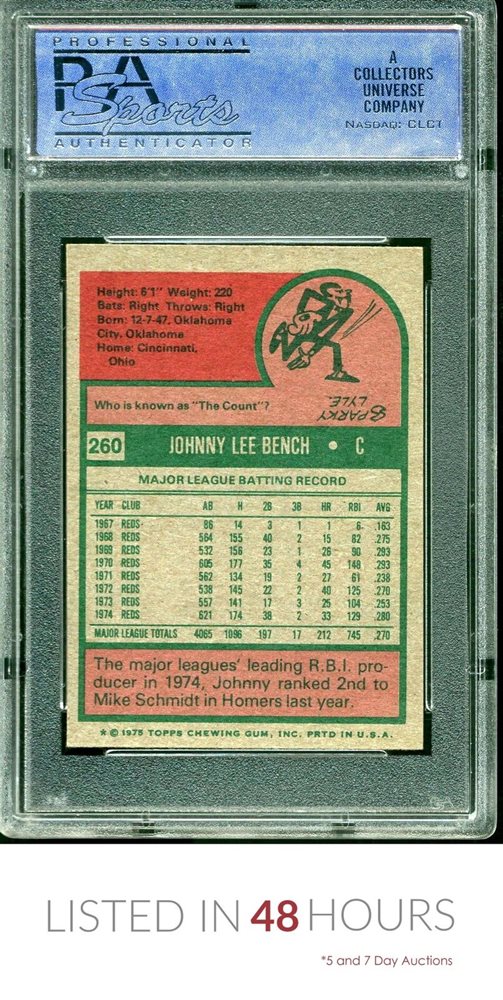 PROFESSIONAL
PSA
Sports
AUTHENTICATOR
A
COLLECTORS
UNIVERSE
COMPANY
NASDAQ: CLCT
Height: 6'1" Weight: 220
Bats: Right Throws: Right
Born: 12-7-47, Oklahoma
City, Oklahoma
Home: Cincinnati,
Ohio
Who is known as "The Count"?
SPARKY
LYLE.
260 JOHNNY LEE BENCH • C
MAJOR LEAGUE BATTING RECORD
YEAR CLUB AB H 2B 3B HR RBI AVG
1967 REDS 86 14 3 1 1 6 .163
1968 REDS 564 155 40 2 15 82 .275
1969 REDS 532 156 23 1 26 90 .293
1970 REDS 605 177 35 4 45 148 .293
1971 REDS 562 134 19 2 27 61 .238
1972 REDS 538 145 22 2 40 125 .270
1973 REDS 557 141 17 3 25 104 .253
1974 REDS 621 174 38 2 33 129 .280
MAJOR LEAGUE TOTALS 4065 1096 197 17 212 745 .270
The major leagues' leading R.B.I. pro-
ducer in 1974, Johnny ranked 2nd to
Mike Schmidt in Homers last year.
* © 1975 TOPPS CHEWING GUM, INC. PRTD IN U.S.A.
LISTED IN 48 HOURS
*5 and 7 Day Auctions